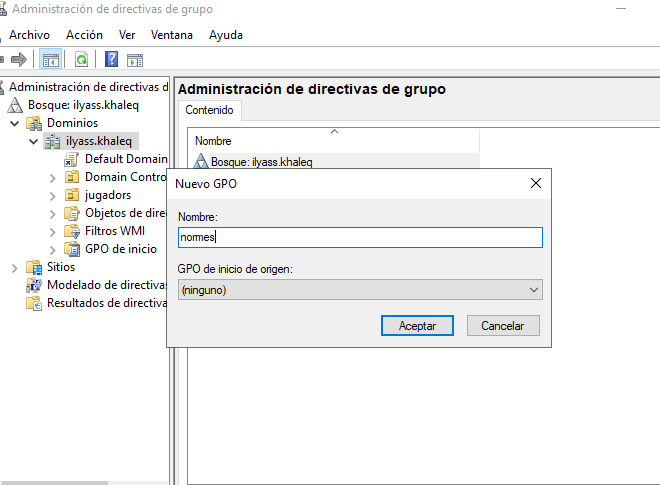 Administración de directivas de grupo
Archivo Acción Ver Ventana Ayuda
Administración de directivas d
Bosque: ilyass.khaleq
Dominios
ilyass.khaleq
Default Domain
Domain Contro
jugadors
Objetos de dire
Filtros WMI
GPO de inicio
Sitios
Modelado de directivas
Resultados de directiva
Administración de directivas de grupo
Contenido
Nombre
Bosque: ilyass.khaleq
Nuevo GPO
Nombre:
normes
GPO de inicio de origen:
(ninguno)
Aceptar Cancelar